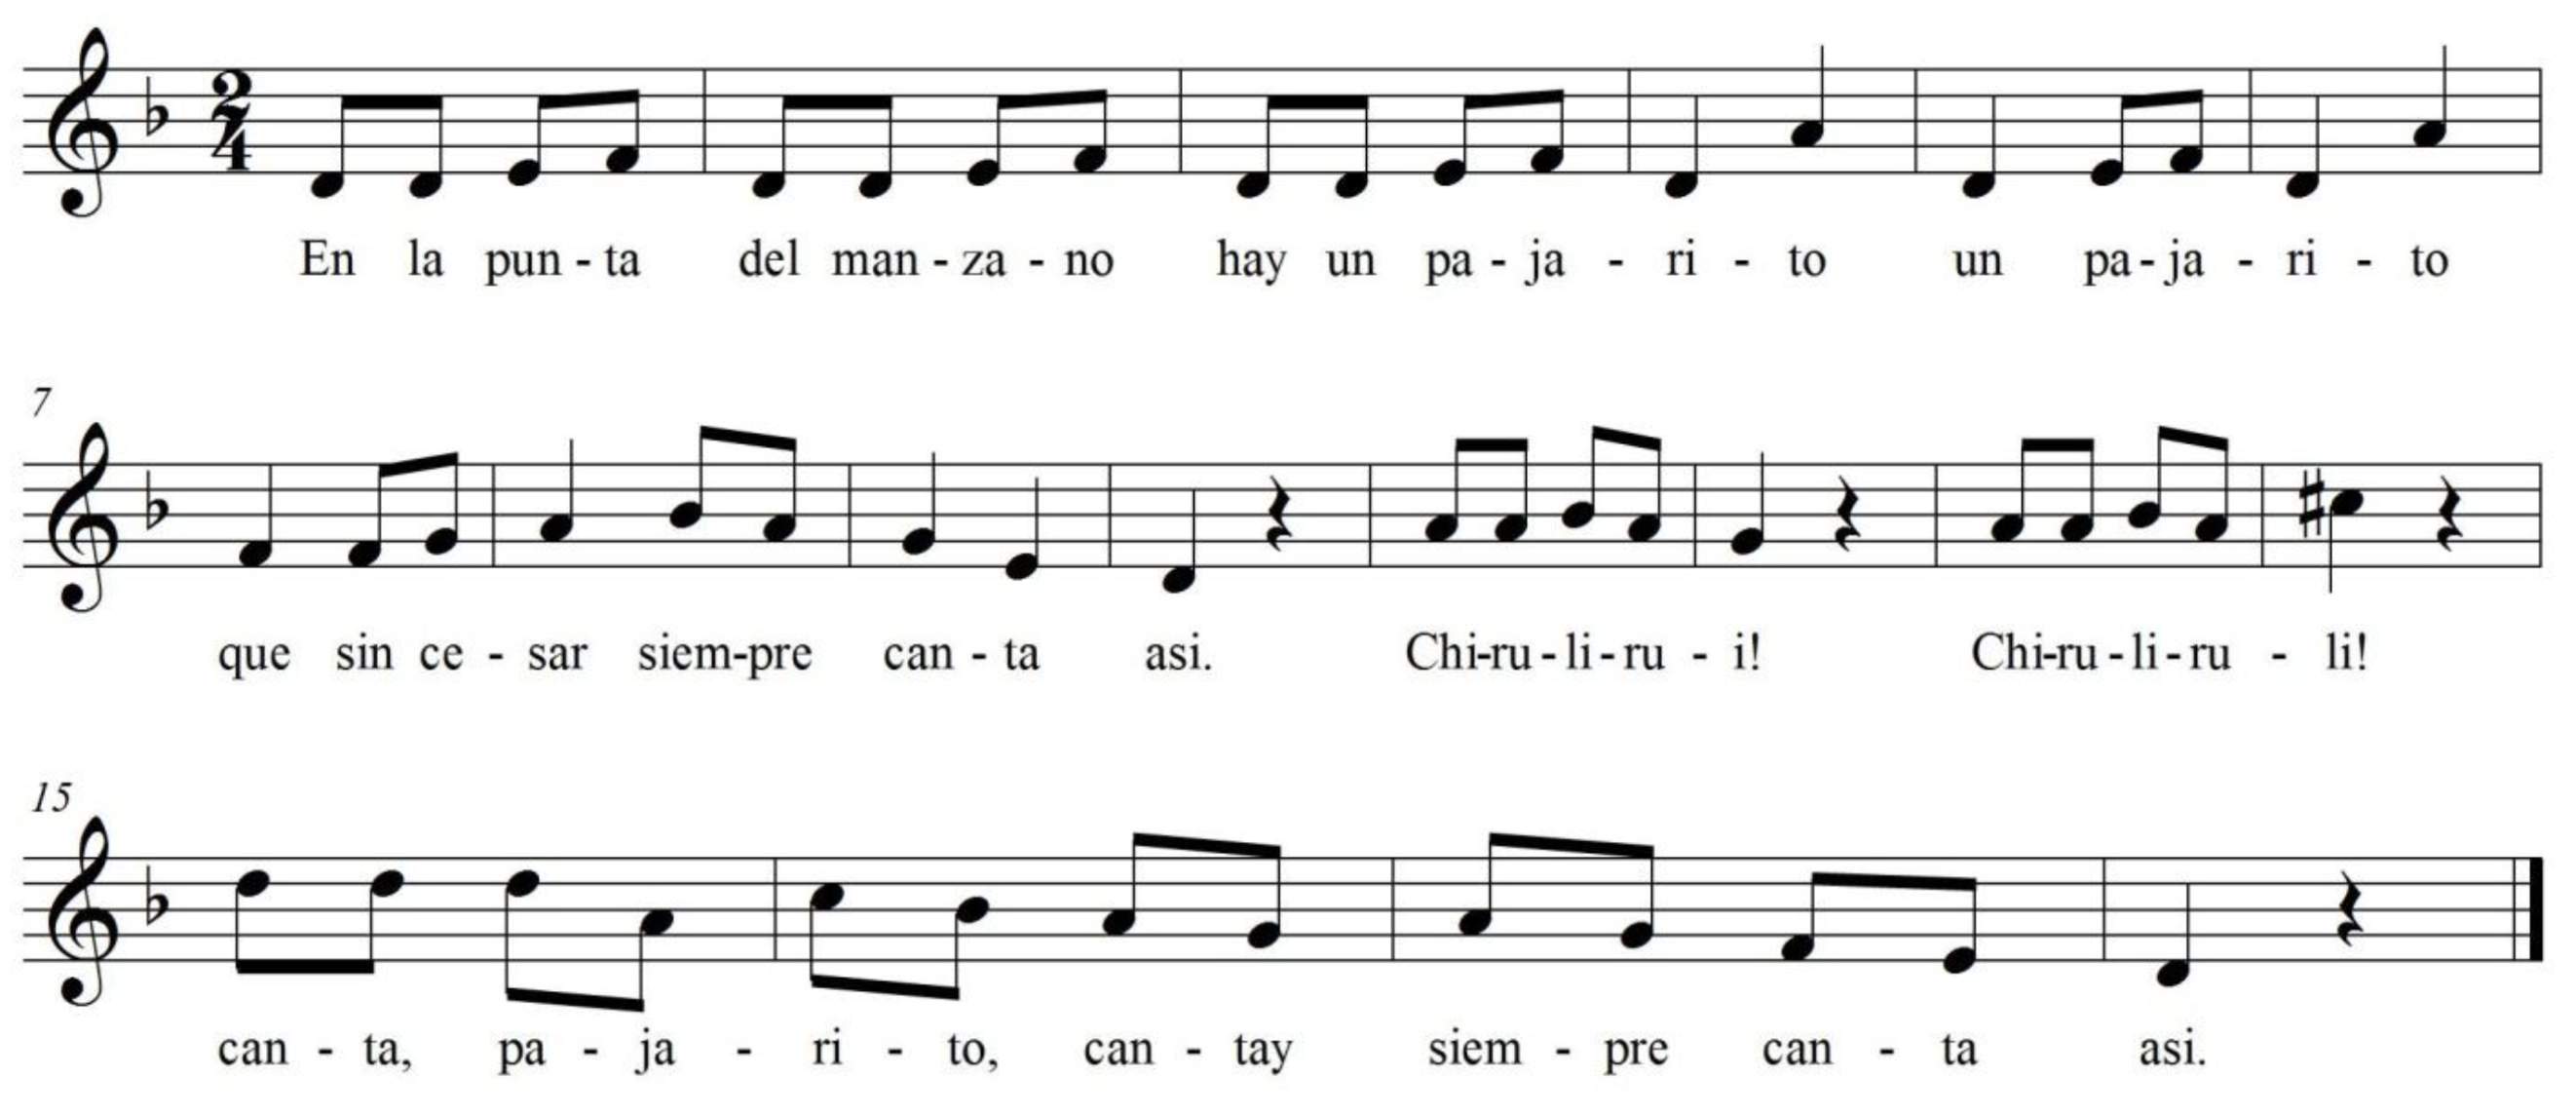 2
4
En la pun - ta del man - za - no hay un pa - ja - ri - to un pa - ja - ri - to
7
que sin ce - sar siem-pre can - ta asi. Chi-ru - li - ru - i! Chi-ru - li - ru - li!
15
can - ta, pa - ja - ri - to, can - tay siem - pre can - ta asi.